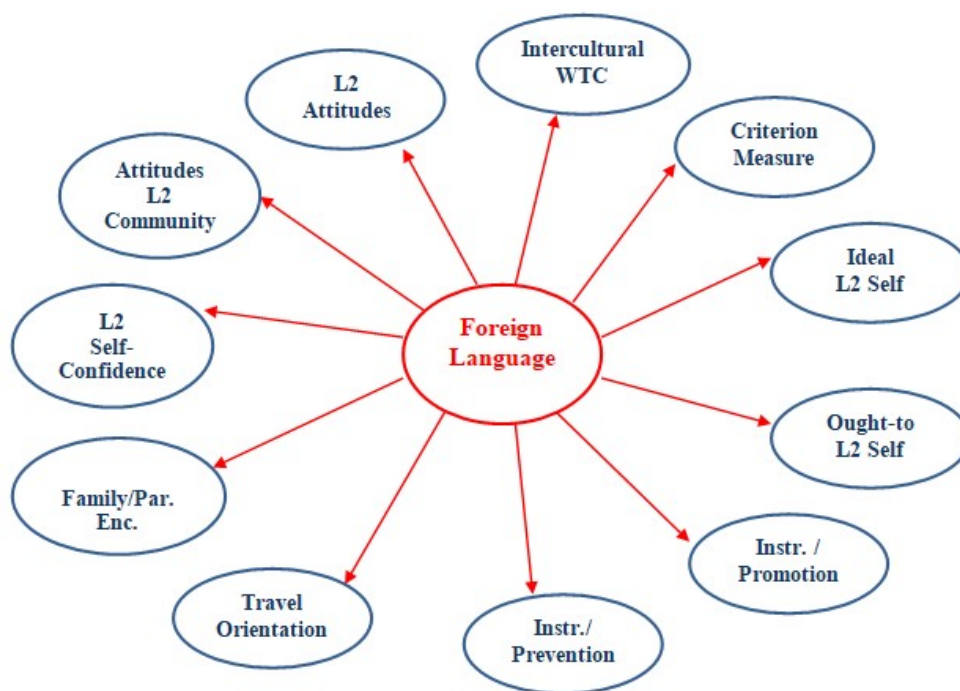 Intercultural
WTC
L2
Attitudes
Criterion
Measure
Attitudes
L2
Community
Ideal
L2 Self
L2
Self-
Confidence
Foreign
Language
Ought-to
L2 Self
Family/Par.
Enc.
Instr. /
Promotion
Travel
Orientation
Instr./
Prevention